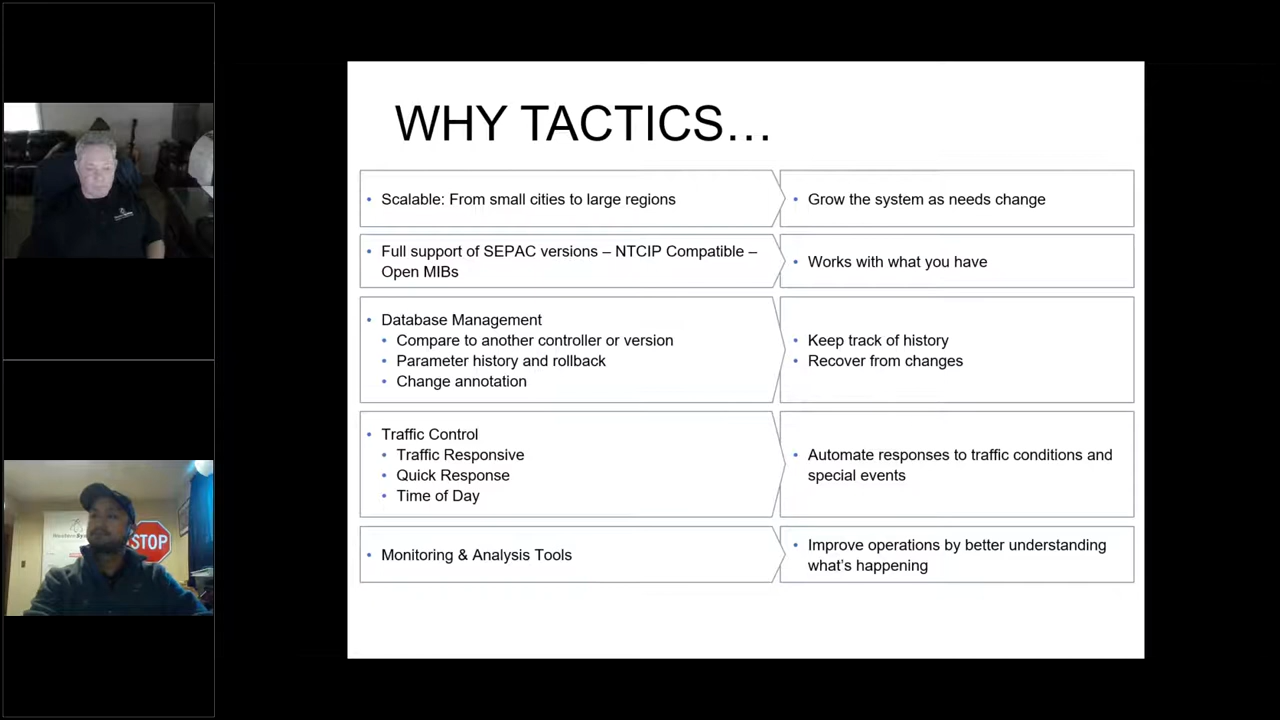 WHY TACTICS…
• Scalable: From small cities to large regions
• Grow the system as needs change
• Full support of SEPAC versions – NTCIP Compatible –
Open MIBs
• Works with what you have
• Database Management
• Compare to another controller or version
• Parameter history and rollback
• Change annotation
• Keep track of history
• Recover from changes
• Traffic Control
• Traffic Responsive
• Quick Response
• Time of Day
• Automate responses to traffic conditions and
special events
• Monitoring & Analysis Tools
• Improve operations by better understanding
what's happening
STOP